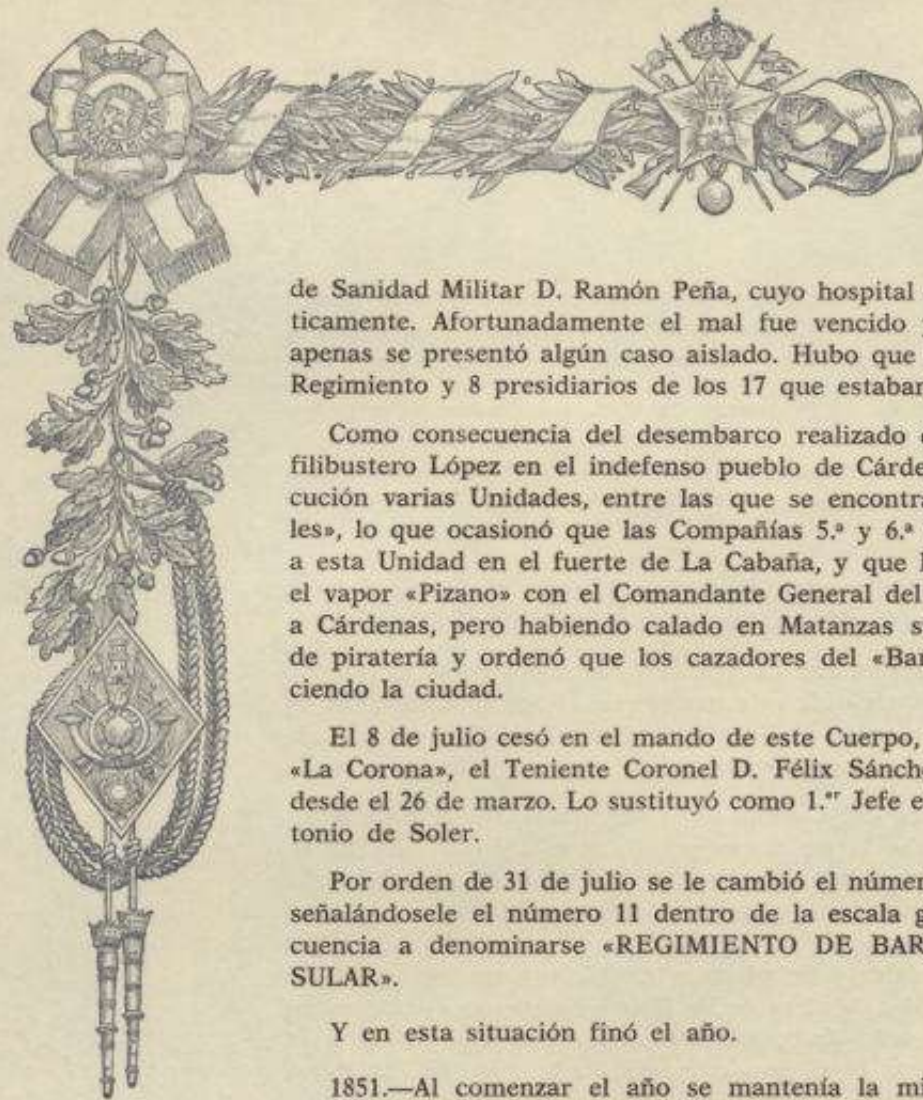 de Sanidad Militar D. Ramón Peña, cuyo hospital
ticamente. Afortunadamente el mal fue vencido
apenas se presentó algún caso aislado. Hubo que
Regimiento y 8 presidiarios de los 17 que estaban
Como consecuencia del desembarco realizado
filibustero López en el indefenso pueblo de Cárde
cución varias Unidades, entre las que se encontr
les», lo que ocasionó que las Compañías 5.ª y 6.ª
a esta Unidad en el fuerte de La Cabaña, y que
el vapor «Pizano» con el Comandante General del
a Cárdenas, pero habiendo calado en Matanzas s
de piratería y ordenó que los cazadores del «Bar
ciendo la ciudad.
El 8 de julio cesó en el mando de este Cuerpo,
«La Corona», el Teniente Coronel D. Félix Sánch
desde el 26 de marzo. Lo sustituyó como 1.er Jefe e
tonio de Soler.
Por orden de 31 de julio se le cambió el númer
señalándosele el número 11 dentro de la escala g
cuencia a denominarse «REGIMIENTO DE BAR
SULAR».
Y en esta situación finó el año.
1851.—Al comenzar el año se mantenía la mi